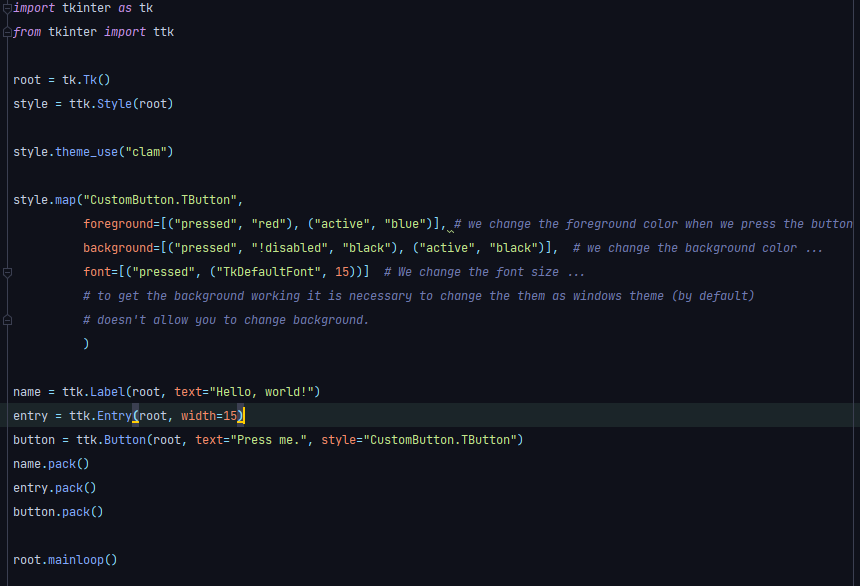 import tkinter as tk
from tkinter import ttk
root = tk.Tk()
style = ttk.Style(root)
style.theme_use("clam")
style.map("CustomButton.TButton",
foreground=[("pressed", "red"), ("active", "blue")], # we change the foreground color when we press the button
background=[("pressed", "!disabled", "black"), ("active", "black")],  # we change the background color ...
font=[("pressed", ("TkDefaultFont", 15))]  # We change the font size ...
# to get the background working it is necessary to change the them as windows theme (by default)
# doesn't allow you to change background.
)
name = ttk.Label(root, text="Hello, world!")
entry = ttk.Entry(root, width=15)
button = ttk.Button(root, text="Press me.", style="CustomButton.TButton")
name.pack()
entry.pack()
button.pack()
root.mainloop()